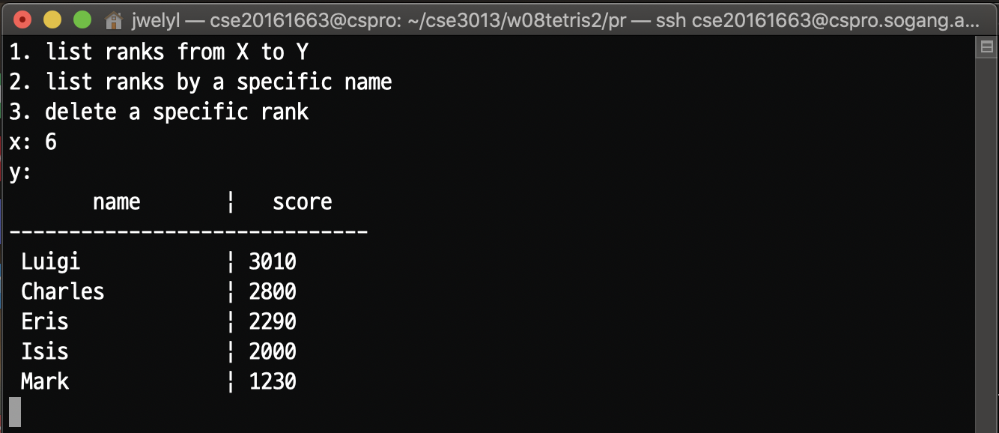 jwelyl — cse20161663@cspro: ~/cse3013/w08tetris2/pr — ssh cse20161663@cspro.sogang.a...
1. list ranks from X to Y
2. list ranks by a specific name
3. delete a specific rank
x: 6
y:
name | score
------------------------------
Luigi | 3010
Charles | 2800
Eris | 2290
Isis | 2000
Mark | 1230